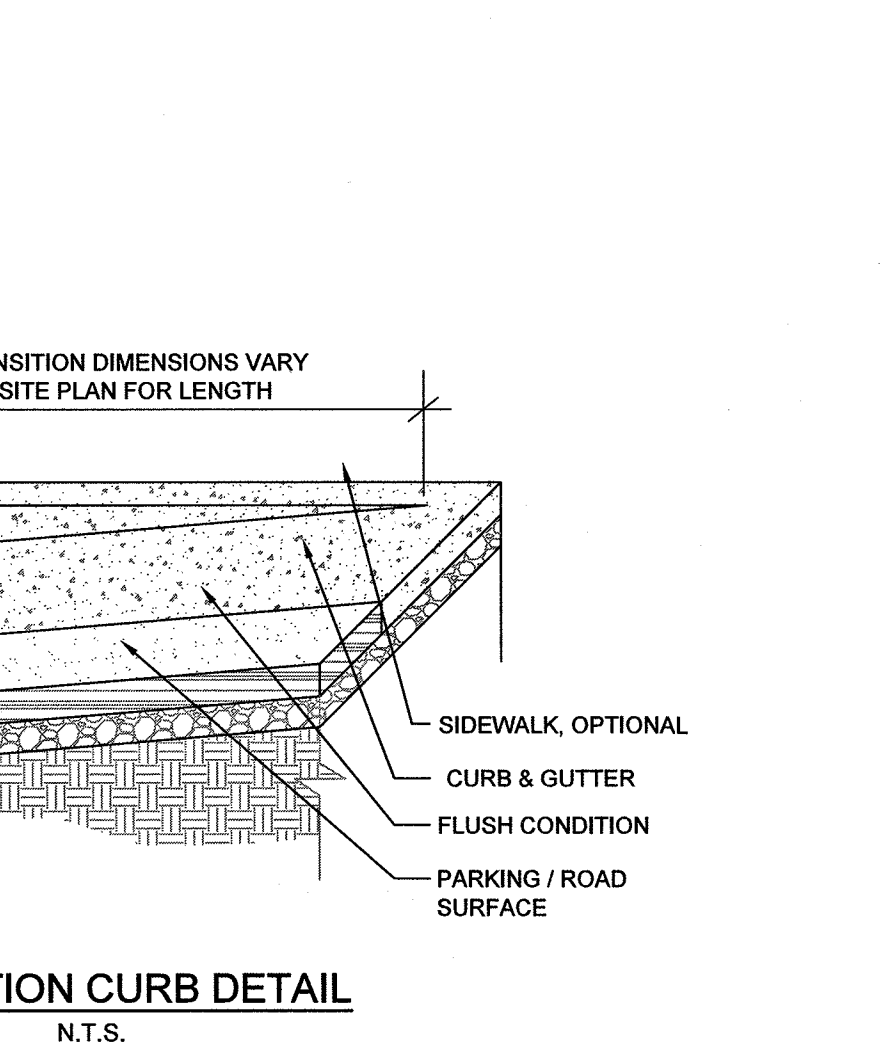 NSITION DIMENSIONS VARY
SITE PLAN FOR LENGTH
SIDEWALK, OPTIONAL
CURB & GUTTER
FLUSH CONDITION
PARKING / ROAD
SURFACE
TION CURB DETAIL
N.T.S.